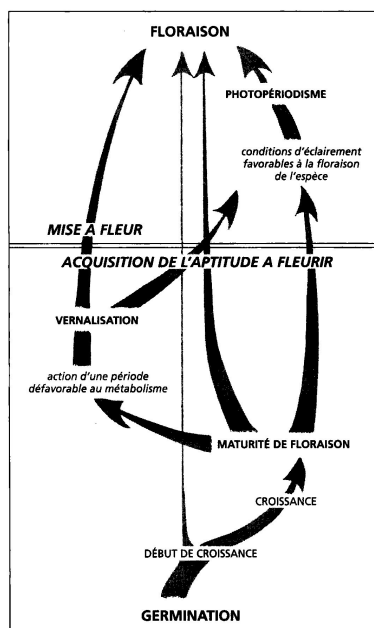 FLORAISON
PHOTOPÉRIODISME
conditions d'éclairement
favorables à la floraison
de l'espèce
MISE A FLEUR
ACQUISITION DE L'APTITUDE A FLEURIR
VERNALISATION
action d'une période
défavorable au métabolisme
MATURITÉ DE FLORAISON
CROISSANCE
DÉBUT DE CROISSANCE
GERMINATION